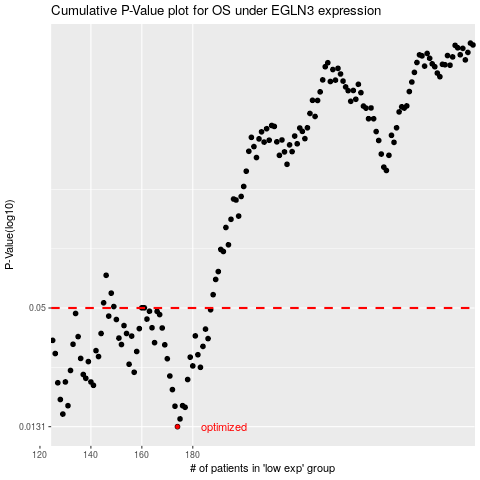 Cumulative P-Value plot for OS under EGLN3 expression
P-Value(log10)
0.05
0.0131
optimized
120 140 160 180
# of patients in 'low exp' group